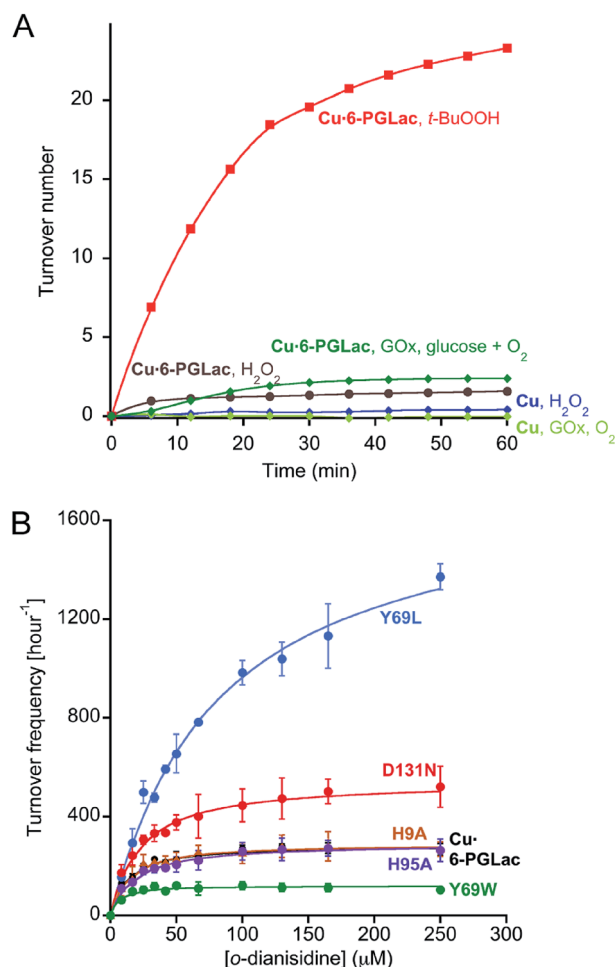 A
20
15
10
5
0
Turnover number
Cu·6-PGLac, t-BuOOH
Cu·6-PGLac, GOx, glucose + O2
Cu·6-PGLac, H2O2
Cu, H2O2
Cu, GOx, O2
0 10 20 30 40 50 60
Time (min)
B
1600
1200
800
400
0
Turnover frequency [hour-1]
Y69L
D131N
H9A
Cu·
6-PGLac
H95A
Y69W
0 50 100 150 200 250 300
[o-dianisidine] (μM)